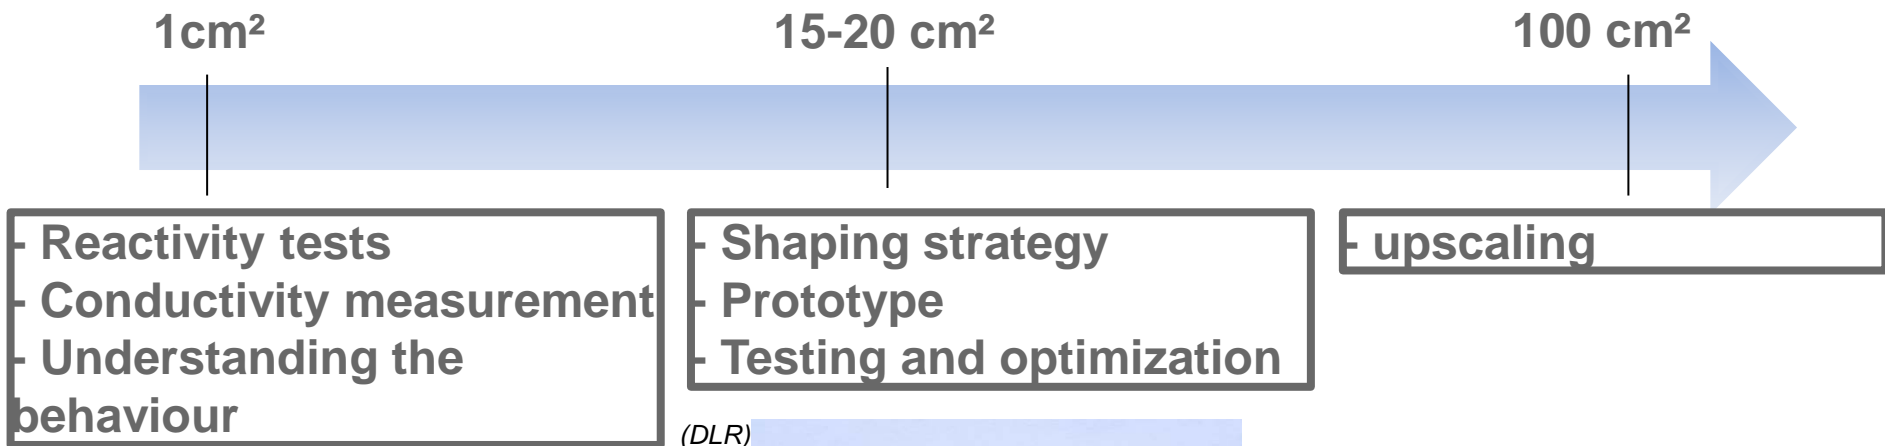 1cm²
15-20 cm²
100 cm²
- Reactivity tests
- Conductivity measurement
- Understanding the
behaviour
- Shaping strategy
- Prototype
- Testing and optimization
- upscaling
(DLR)